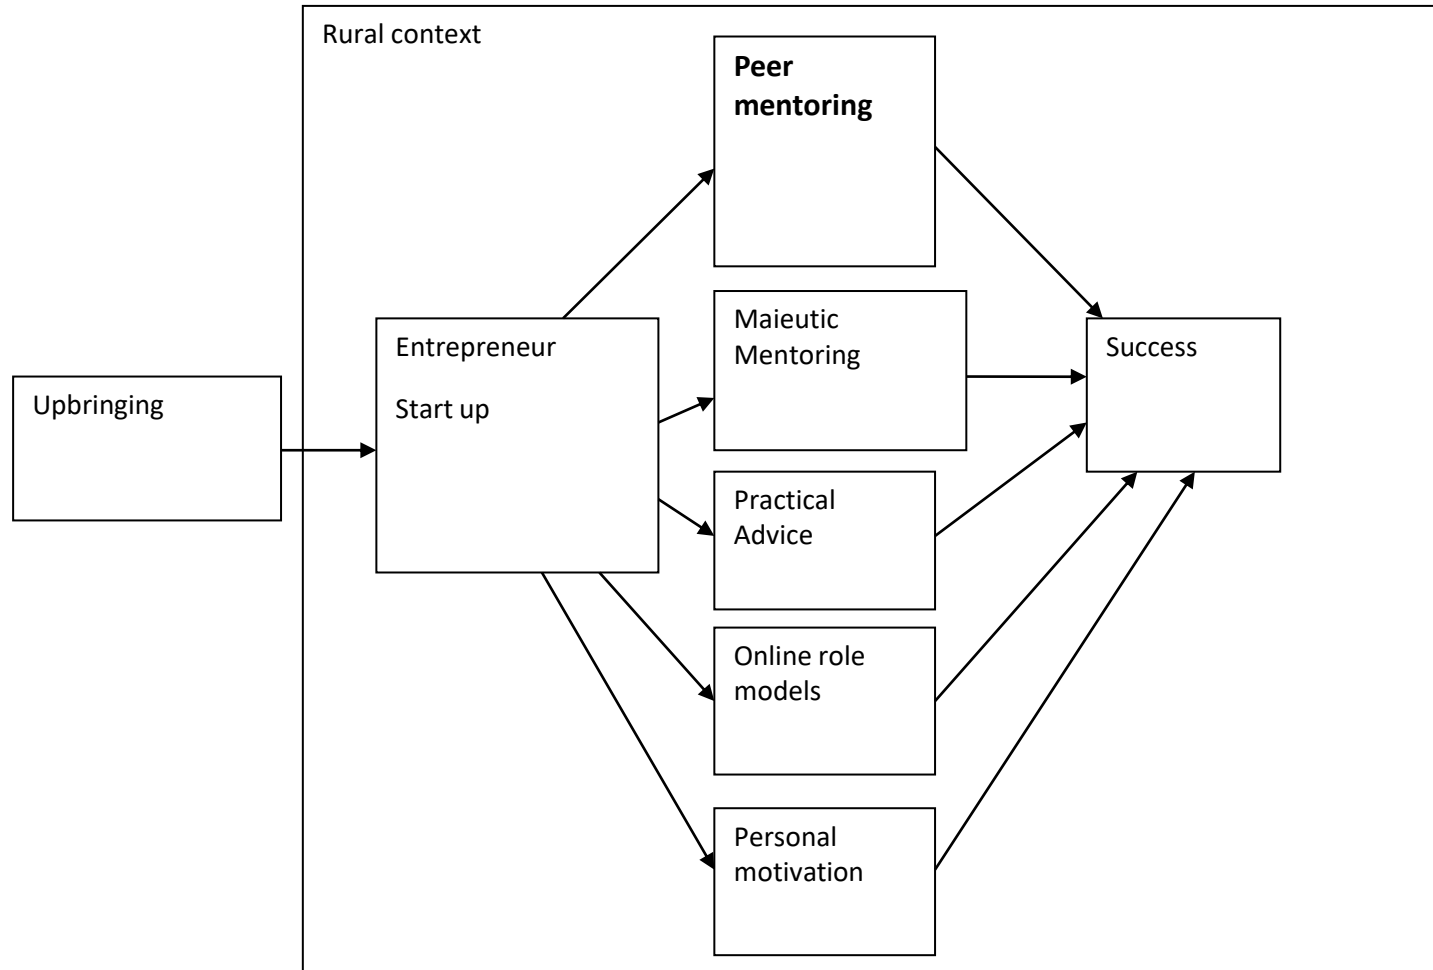 Rural context
Peer
mentoring
Maieutic
Mentoring
Entrepreneur
Start up
Success
Upbringing
Practical
Advice
Online role
models
Personal
motivation